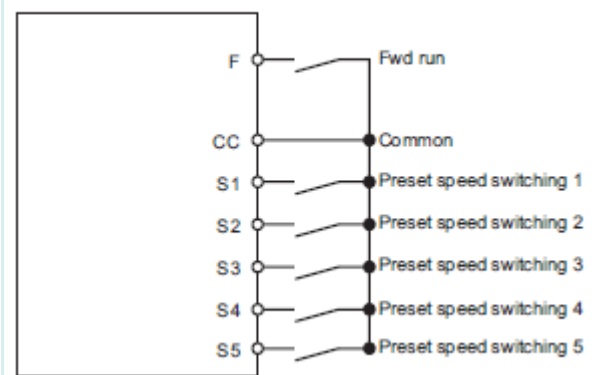 F Fwd run
CC Common
S1 Preset speed switching 1
S2 Preset speed switching 2
S3 Preset speed switching 3
S4 Preset speed switching 4
S5 Preset speed switching 5